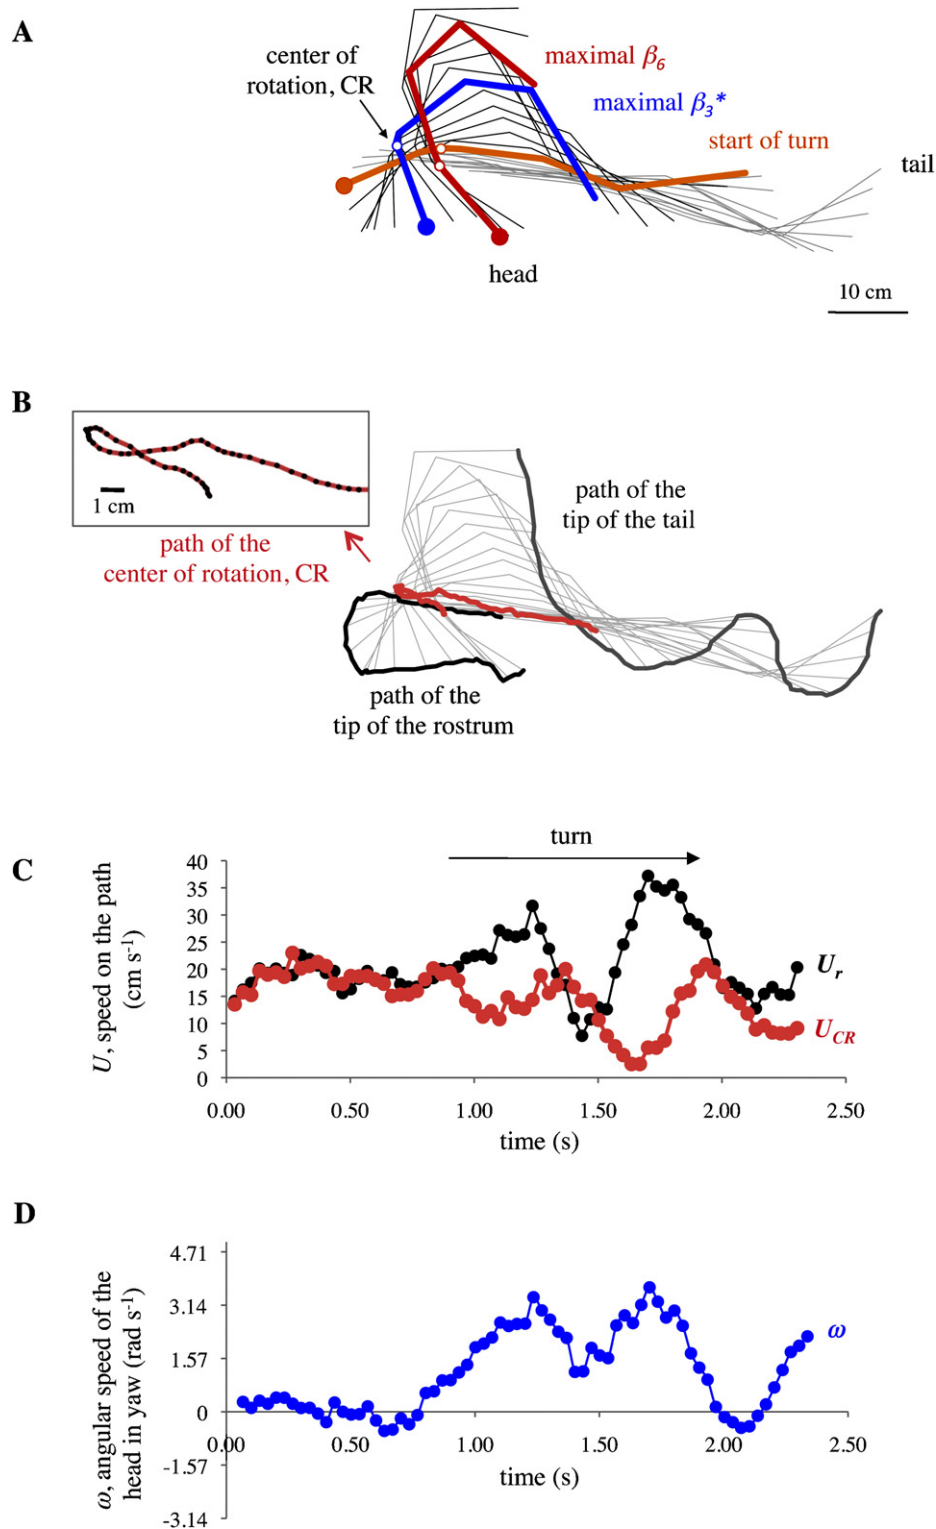 A
center of
rotation, CR
maximal β6
maximal β3*
start of turn
tail
head
10 cm
B
1 cm
path of the
center of rotation, CR
path of the
tip of the tail
path of the
tip of the rostrum
C
turn
U, speed on the path
(cm s-1)
40
35
30
25
20
15
10
5
0
Ur
UCR
0.00 0.50 1.00 1.50 2.00 2.50
time (s)
D
ω, angular speed of the
head in yaw (rad s-1)
4.71
3.14
1.57
0
-1.57
-3.14
ω
0.00 0.50 1.00 1.50 2.00 2.50
time (s)